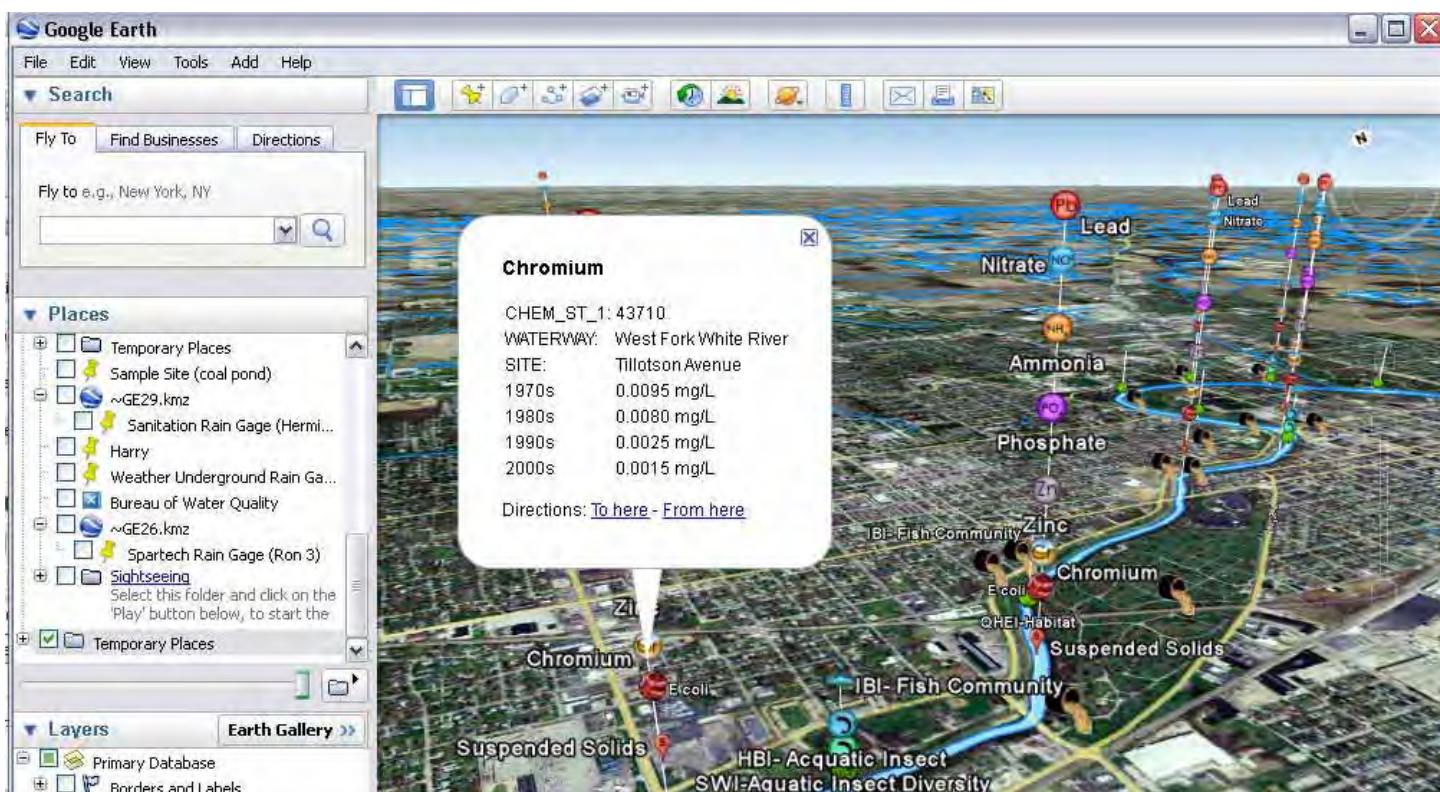 Google Earth
File Edit View Tools Add Help
Search
Fly To Find Businesses Directions
Fly to e.g., New York, NY
Places
Temporary Places
Sample Site (coal pond)
~GE29.kmz
Sanitation Rain Gage (Hermi...
Harry
Weather Underground Rain Ga...
Bureau of Water Quality
~GE26.kmz
Spartech Rain Gage (Ron 3)
Sightseeing
Select this folder and click on the
'Play' button below, to start the
Temporary Places
Layers Earth Gallery >>
Primary Database
Borders and Labels
N
Chromium
CHEM_ST_1: 43710
WATERWAY: West Fork White River
SITE: Tillotson Avenue
1970s 0.0095 mg/L
1980s 0.0080 mg/L
1990s 0.0025 mg/L
2000s 0.0015 mg/L
Directions: To here - From here
Pb
Lead
Nitrate
NH
Ammonia
PO
Phosphate
Zn
Zinc
IBI- Fish Community
Chromium
E coli
QHEI-Habitat
Suspended Solids
Lead
Nitrate
Chromium
E coli
Suspended Solids
IBI- Fish Community
HBI- Acquatic Insect
SWI-Aquatic Insect Diversity